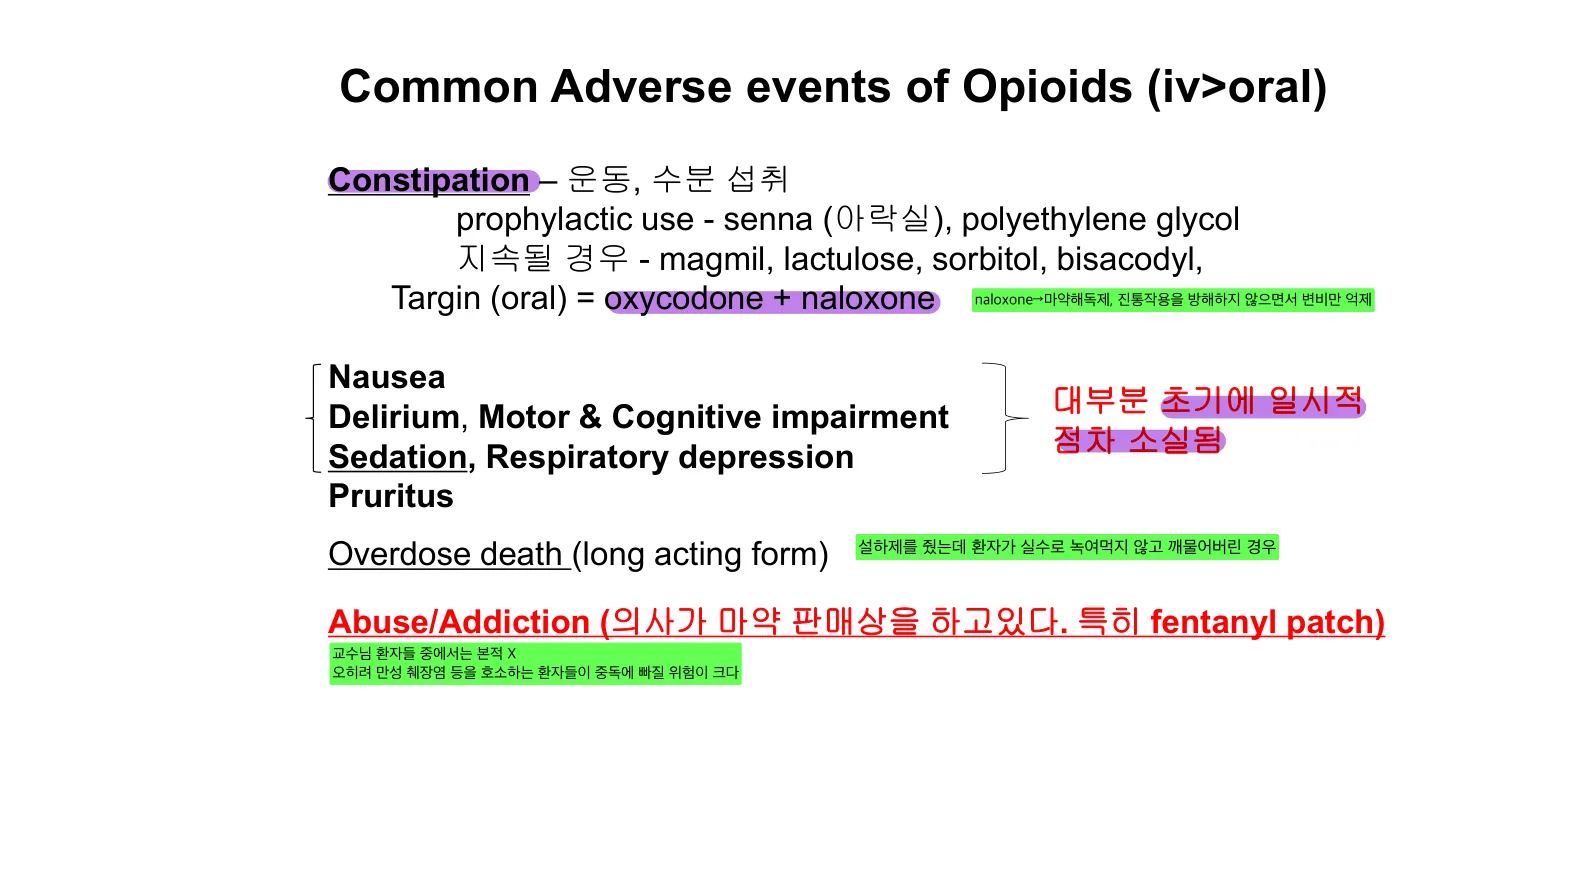 Common Adverse events of Opioids (iv>oral)
Constipation – 운동, 수분 섭취
prophylactic use - senna (아락실), polyethylene glycol
지속될 경우 - magmil, lactulose, sorbitol, bisacodyl,
Targin (oral) = oxycodone + naloxone
naloxone→마약해독제, 진통작용을 방해하지 않으면서 변비만 억제
Nausea
Delirium, Motor & Cognitive impairment
Sedation, Respiratory depression
Pruritus
대부분 초기에 일시적
점차 소실됨
Overdose death (long acting form)
설하제를 줬는데 환자가 실수로 녹여먹지 않고 깨물어버린 경우
Abuse/Addiction (의사가 마약 판매상을 하고있다. 특히 fentanyl patch)
교수님 환자들 중에서는 본적 X
오히려 만성 췌장염 등을 호소하는 환자들이 중독에 빠질 위험이 크다